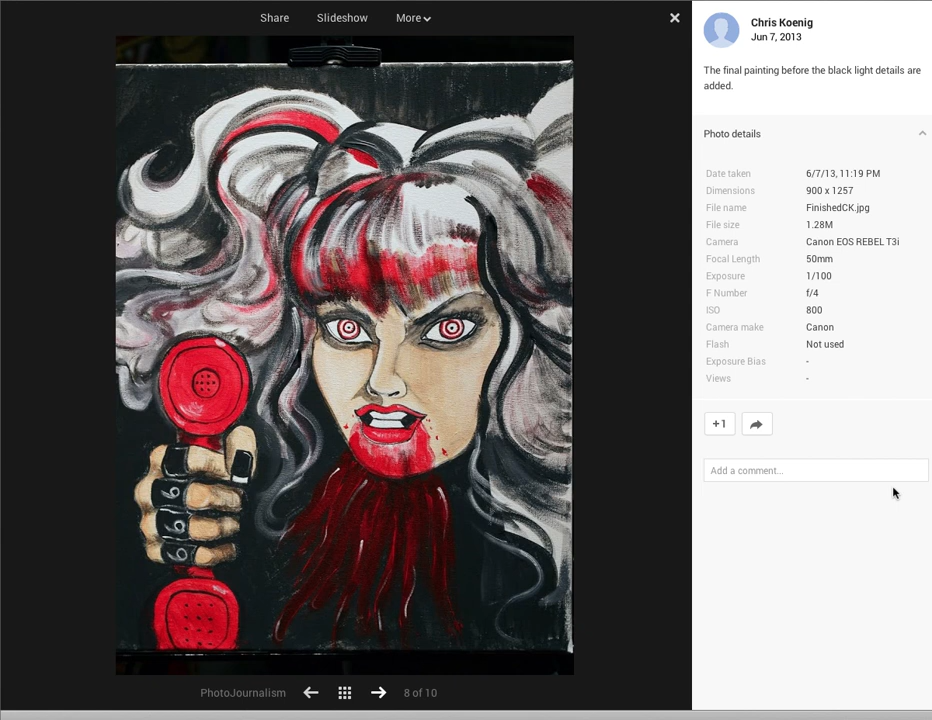 Share Slideshow More
Chris Koenig
Jun 7, 2013
The final painting before the black light details are
added.
Photo details
Date taken 6/7/13, 11:19 PM
Dimensions 900 x 1257
File name FinishedCK.jpg
File size 1.28M
Camera Canon EOS REBEL T3i
Focal Length 50mm
Exposure 1/100
F Number f/4
ISO 800
Camera make Canon
Flash Not used
Exposure Bias -
Views -
+1
Add a comment...
6
6
6
PhotoJournalism 8 of 10